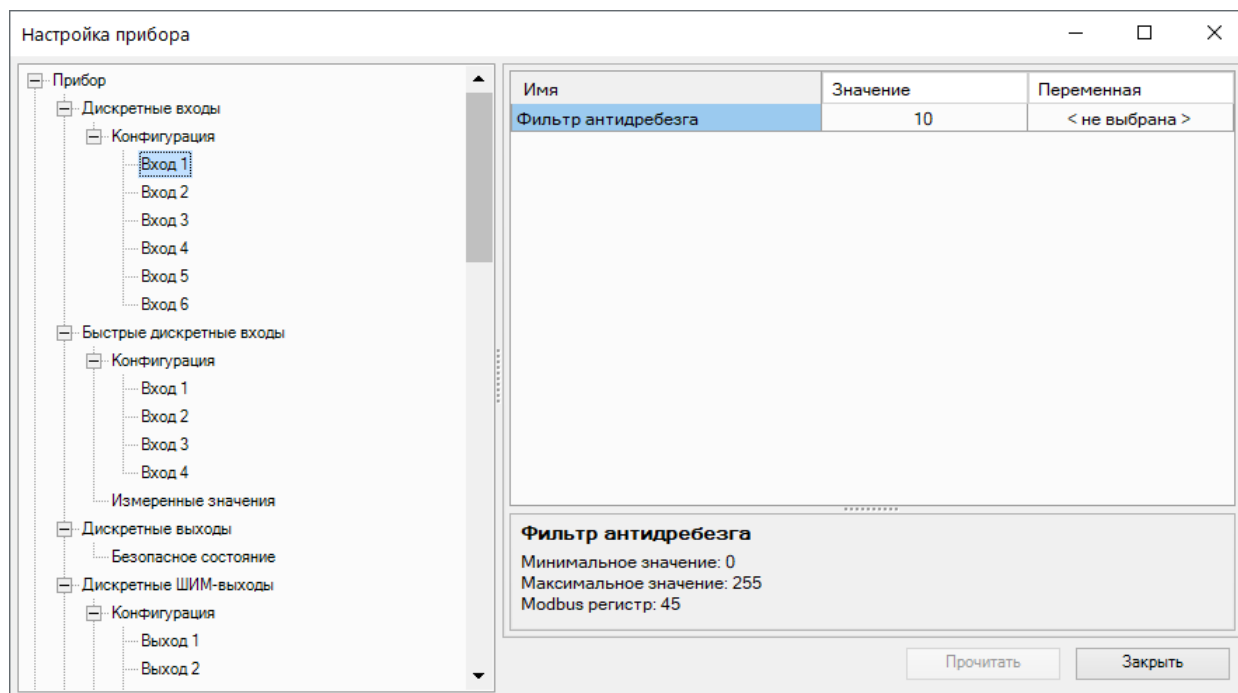 Настройка прибора
Прибор
Дискретные входы
Конфигурация
Вход 1
Вход 2
Вход 3
Вход 4
Вход 5
Вход 6
Быстрые дискретные входы
Конфигурация
Вход 1
Вход 2
Вход 3
Вход 4
Измеренные значения
Дискретные выходы
Безопасное состояние
Дискретные ШИМ-выходы
Конфигурация
Выход 1
Выход 2
Имя Значение Переменная
Фильтр антидребезга 10 < не выбрана >
Фильтр антидребезга
Минимальное значение: 0
Максимальное значение: 255
Modbus регистр: 45
Прочитать Закрыть